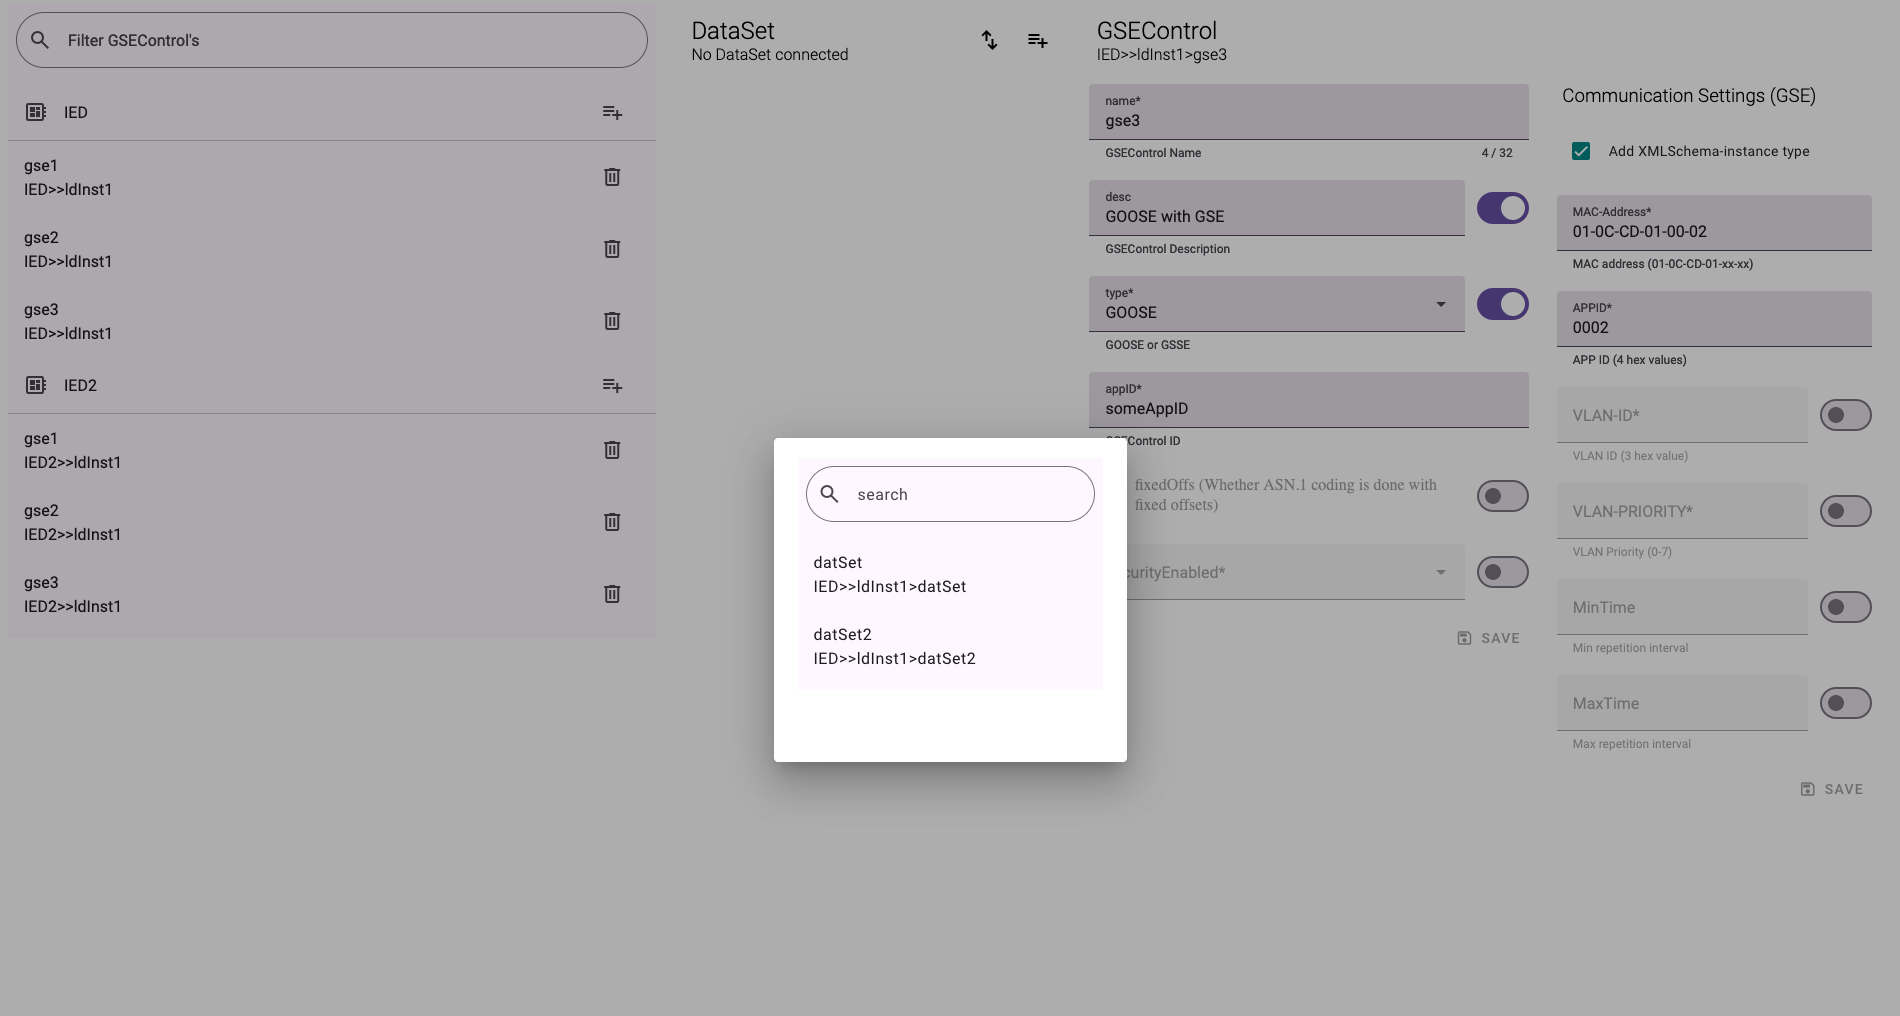 Filter GSEControl's
IED
gse1
IED>>ldInst1
gse2
IED>>ldInst1
gse3
IED>>ldInst1
IED2
gse1
IED2>>ldInst1
gse2
IED2>>ldInst1
gse3
IED2>>ldInst1
DataSet
No DataSet connected
search
datSet
IED>>ldInst1>datSet
datSet2
IED>>ldInst1>datSet2
GSEControl
IED>>ldInst1>gse3
name*
gse3
GSEControl Name 4 / 32
desc
GOOSE with GSE
GSEControl Description
type*
GOOSE
GOOSE or GSSE
appID*
someAppID
GSEControl ID
fixedOffs (Whether ASN.1 coding is done with
fixed offsets)
curityEnabled*
SAVE
Communication Settings (GSE)
Add XMLSchema-instance type
MAC-Address*
01-0C-CD-01-00-02
MAC address (01-0C-CD-01-xx-xx)
APPID*
0002
APP ID (4 hex values)
VLAN-ID*
VLAN ID (3 hex value)
VLAN-PRIORITY*
VLAN Priority (0-7)
MinTime
Min repetition interval
MaxTime
Max repetition interval
SAVE